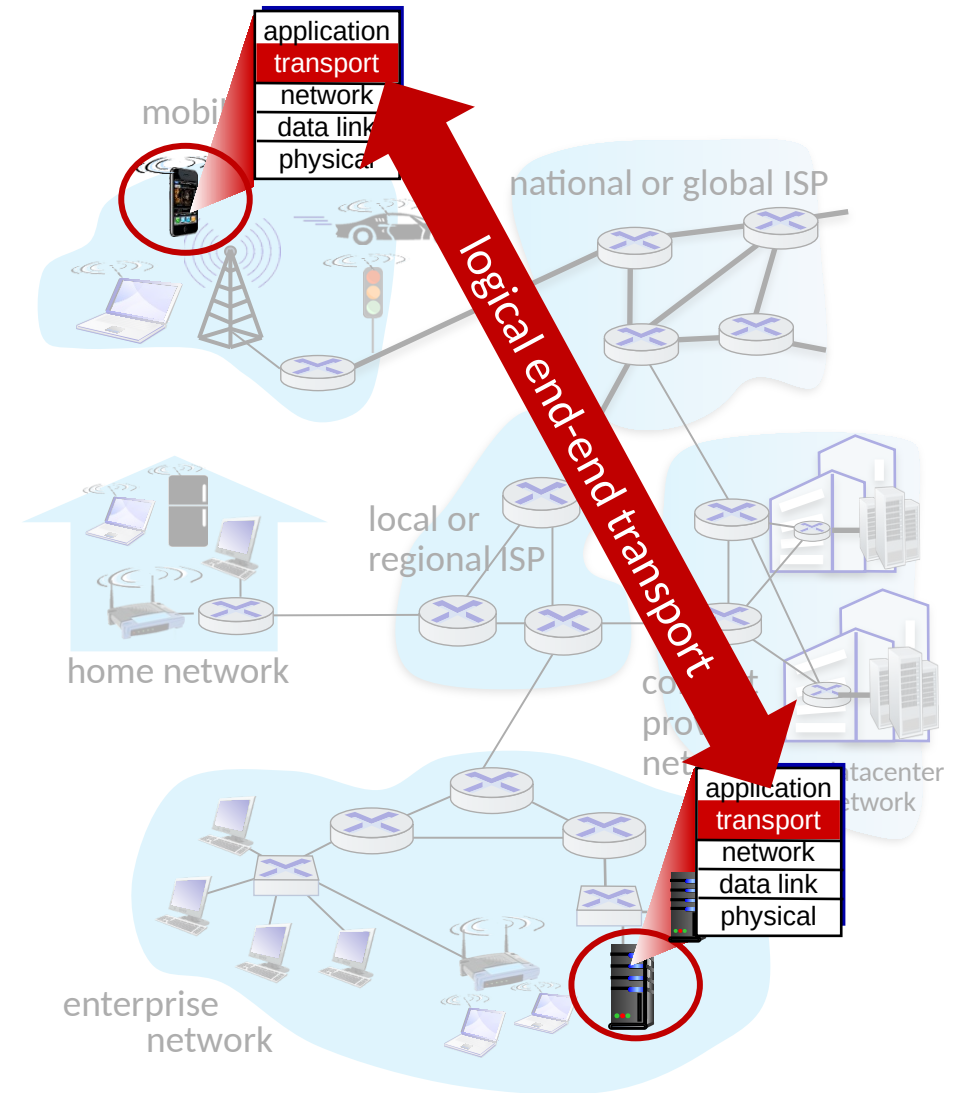 application
transport
network
data link
physical
national or global ISP
logical end-end transport
local or
regional ISP
home network
application
transport
network
data link
physical
enterprise
network